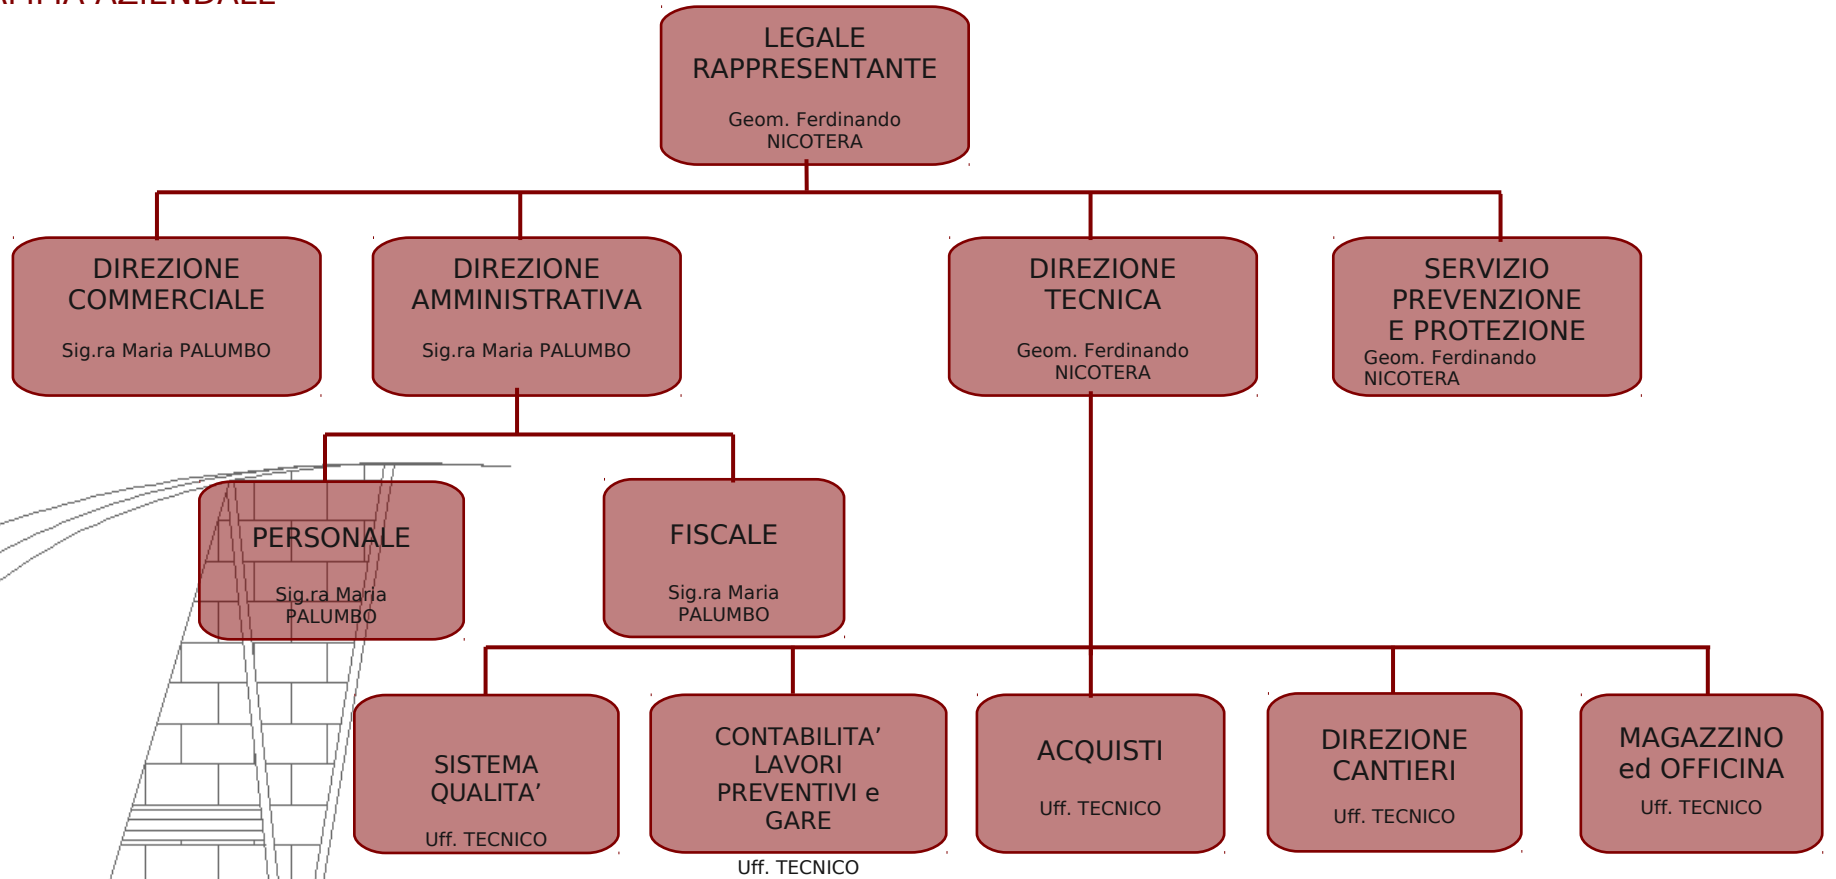 AZIENDALE
LEGALE
RAPPRESENTANTE
Geom. Ferdinando
NICOTERA
DIREZIONE
COMMERCIALE
Sig.ra Maria PALUMBO
DIREZIONE
AMMINISTRATIVA
Sig.ra Maria PALUMBO
DIREZIONE
TECNICA
Geom. Ferdinando
NICOTERA
SERVIZIO
PREVENZIONE
E PROTEZIONE
Geom. Ferdinando
NICOTERA
PERSONALE
Sig.ra Maria
PALUMBO
FISCALE
Sig.ra Maria
PALUMBO
SISTEMA
QUALITA’
Uff. TECNICO
CONTABILITA’
LAVORI
PREVENTIVI e
GARE
Uff. TECNICO
ACQUISTI
Uff. TECNICO
DIREZIONE
CANTIERI
Uff. TECNICO
MAGAZZINO
ed OFFICINA
Uff. TECNICO